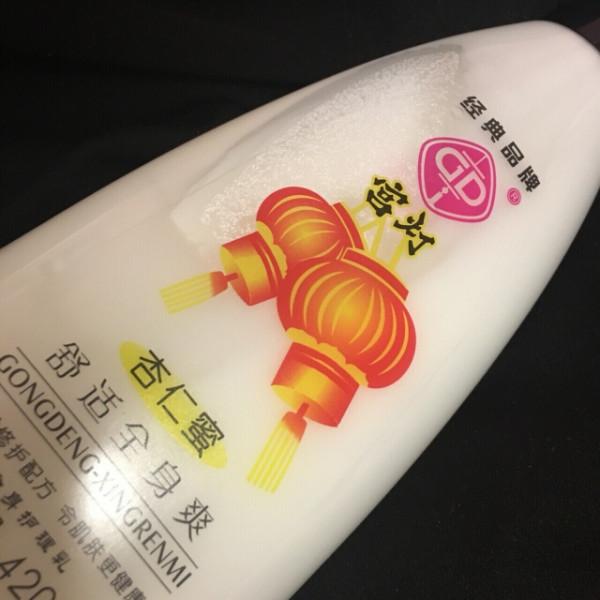 经典品牌
GD
®
宫灯
杏仁蜜
舒适全身爽
GONGDENG-XINGRENMI
修护配方 令肌肤更健康
全身护理乳
420